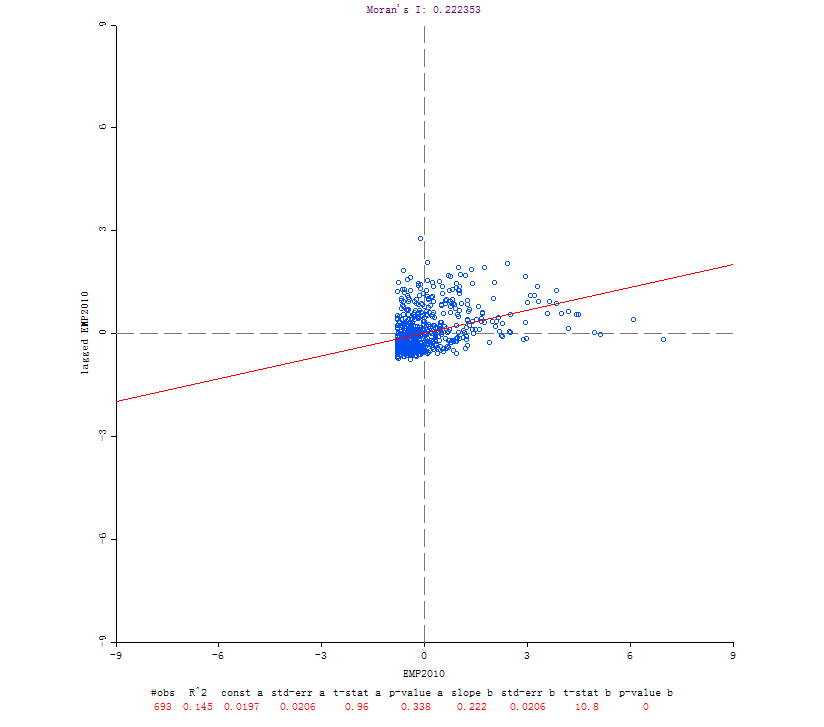 Moran's I: 0.222353
9
6
3
0
-3
-6
-9
lagged EMP2010
-9 -6 -3 0 3 6 9
EMP2010
#obs R^2 const a std-err a t-stat a p-value a slope b std-err b t-stat b p-value b
693 0.145 0.0197 0.0206 0.96 0.338 0.222 0.0206 10.8 0